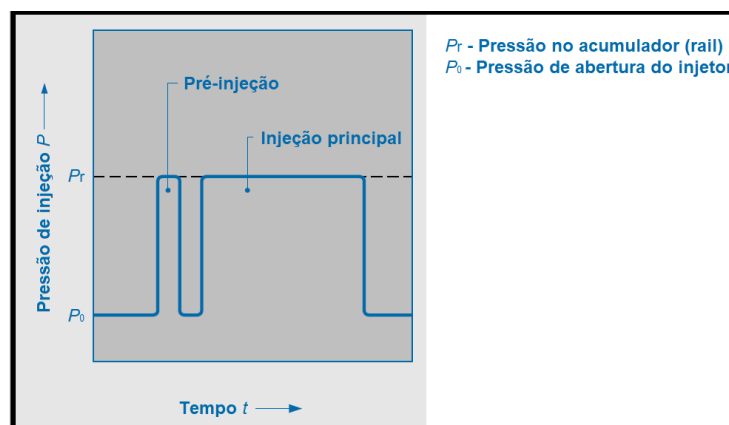 Pr - Pressão no acumulador (rail)
P0 - Pressão de abertura do injetor
Pré-injeção
Injeção principal
Pressão de injeção P
Pr
P0
Tempo t